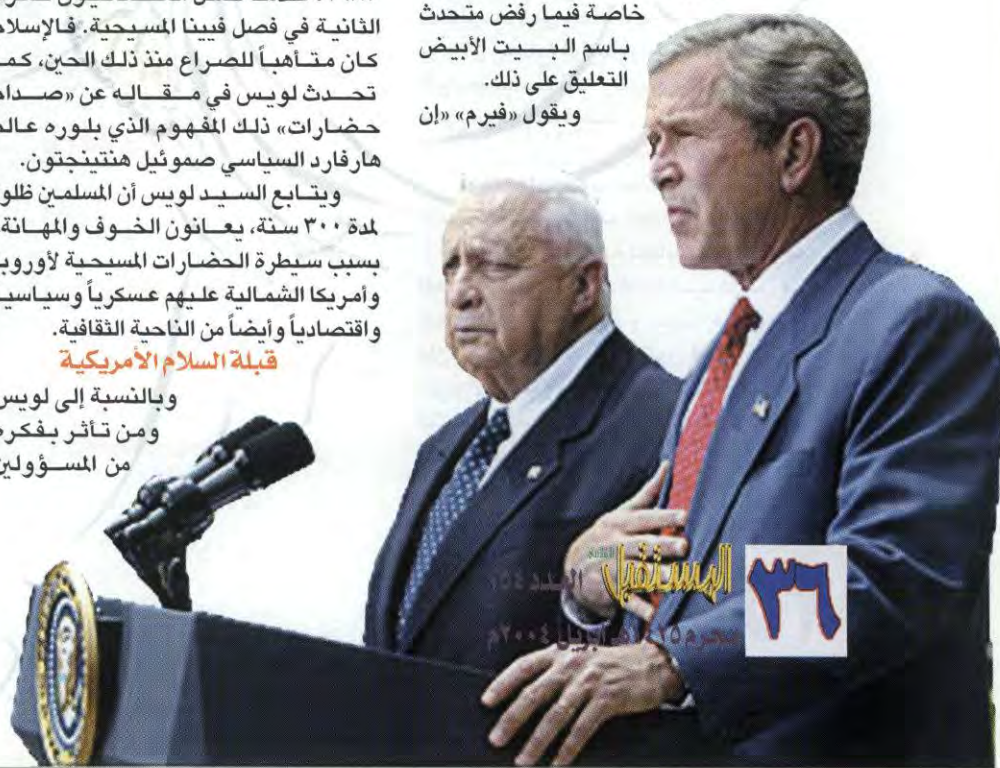 خاصة فيما رفض متحدث
باسم البيت الأبيض
التعليق على ذلك.
ويقول «فيرم» «إن
الثانية في فصل فيينا المسيحية. فالإسلام
كان متأهباً للصراع منذ ذلك الحين، كما
تحدث لويس في مقاله عن «صدام
حضارات» ذلك المفهوم الذي بلوره عالم
هارفارد السياسي صموئيل هنتينجتون.
ويتابع السيد لويس أن المسلمين ظلوا
لمدة ٣٠٠ سنة، يعانون الخوف والمهانة
بسبب سيطرة الحضارات المسيحية لأوروبا
وأمريكا الشمالية عليهم عسكرياً وسياسيا
واقتصادياً وأيضاً من الناحية الثقافية.
قبلة السلام الأمريكية
وبالنسبة إلى لويس
ومن تأثر بفكره
من المسؤولين
٣٦
المستقبل
العدد ١٥٤
محرم ١٤٢٥هـ أبريل ٢٠٠٤م